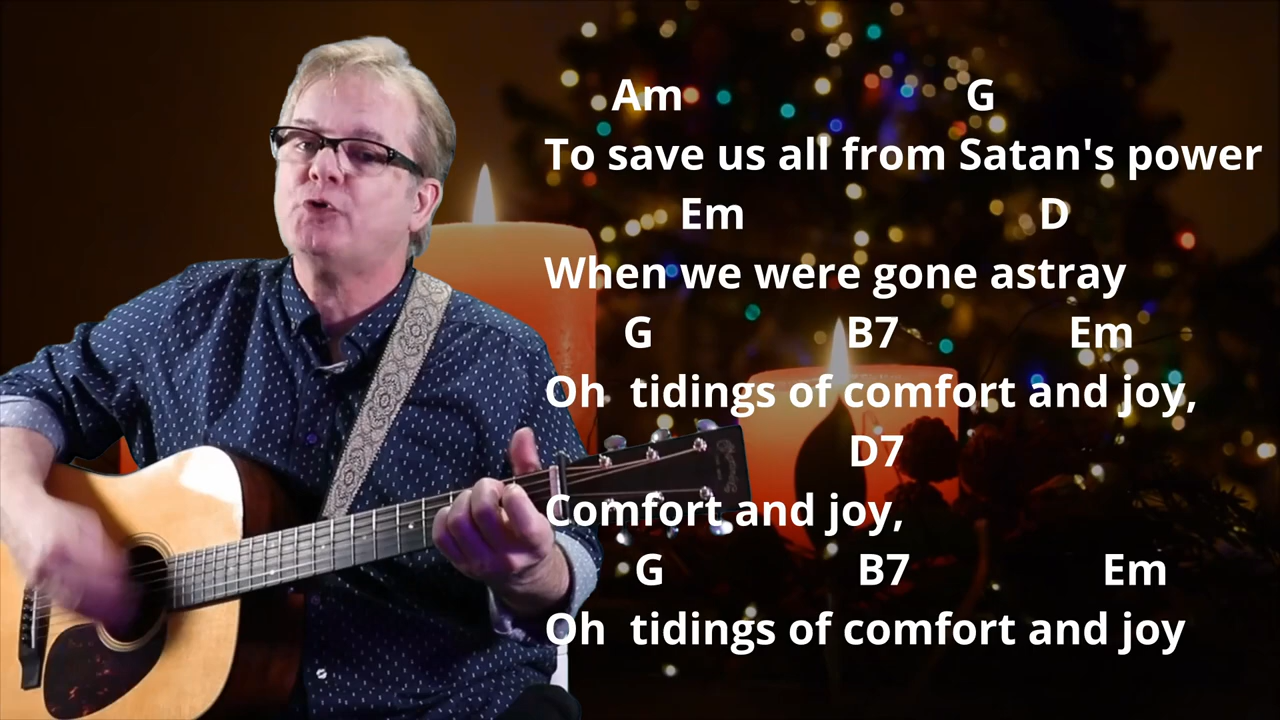 Am G
To save us all from Satan's power
Em D
When we were gone astray
G B7 Em
Oh tidings of comfort and joy,
D7
Comfort and joy,
G B7 Em
Oh tidings of comfort and joy